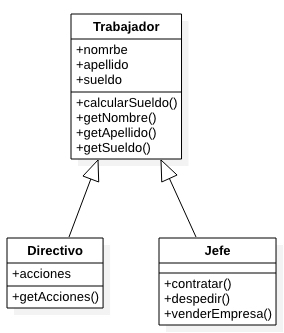 Trabajador
+nomrbe
+apellido
+sueldo
+calcularSueldo()
+getNombre()
+getApellido()
+getSueldo()
Directivo
+acciones
+getAcciones()
Jefe
+contratar()
+despedir()
+venderEmpresa()